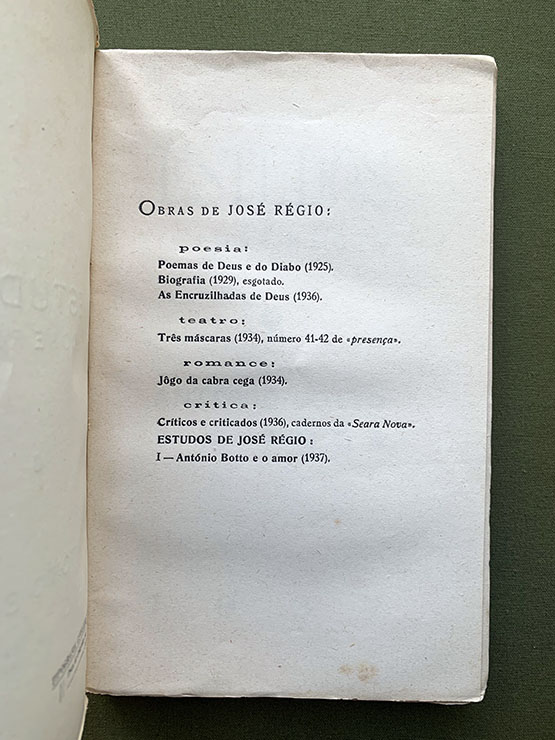 OBRAS DE JOSÉ RÉGIO:
poesia:
Poemas de Deus e do Diabo (1925).
Biografia (1929), esgotado.
As Encruzilhadas de Deus (1936).
teatro:
Três máscaras (1934), número 41-42 de «presença».
romance:
Jôgo da cabra cega (1934).
critica:
Críticos e criticados (1936), cadernos da «Seara Nova».
ESTUDOS DE JOSÉ RÉGIO :
I — António Botto e o amor (1937).